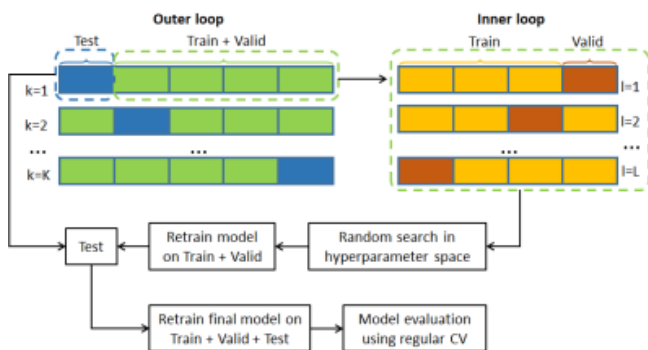 Outer loop
Inner loop
Test
Train + Valid
Train
Valid
k=1
l=1
k=2
l=2
...
...
...
...
k=K
l=L
Test
Retrain model
on Train + Valid
Random search in
hyperparameter space
Retrain final model on
Train + Valid + Test
Model evaluation
using regular CV